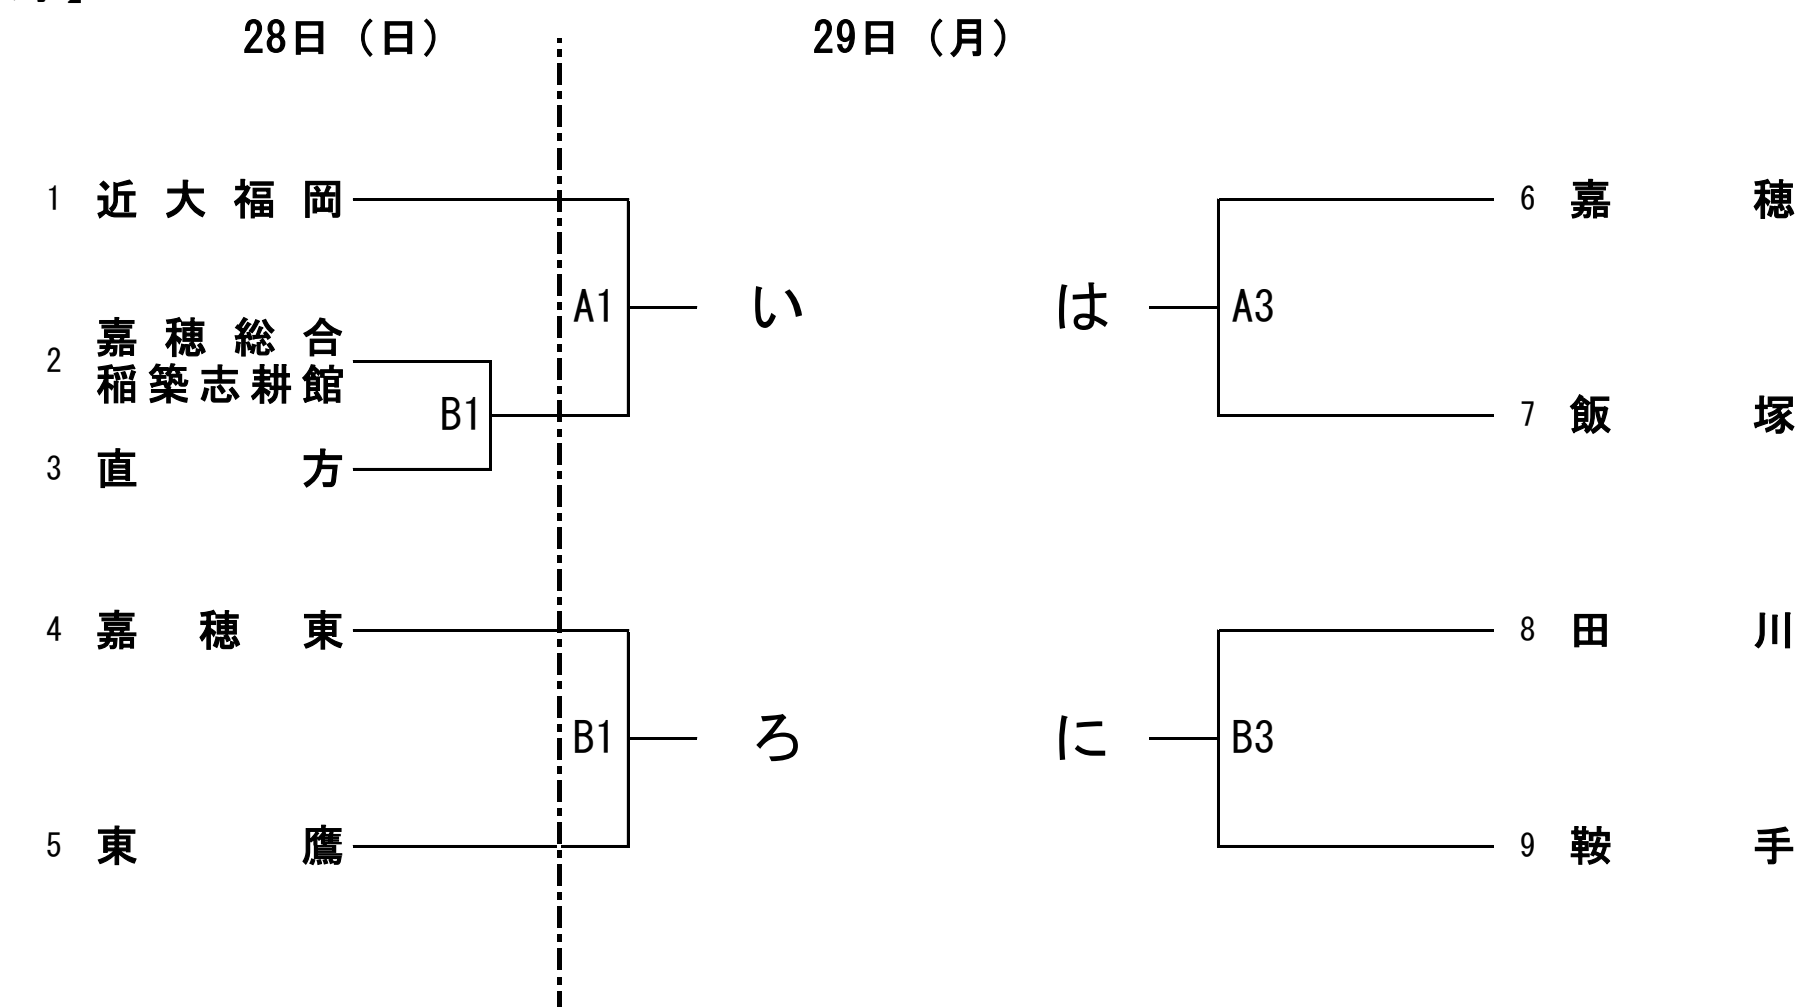 28日（日） 29日（月）
1 近大福岡
2 嘉穂総合
稲築志耕館
3 直方
4 嘉穂東
5 東鷹
B1
A1
B1
い
ろ
は
に
A3
B3
6 嘉穂
7 飯塚
8 田川
9 鞍手